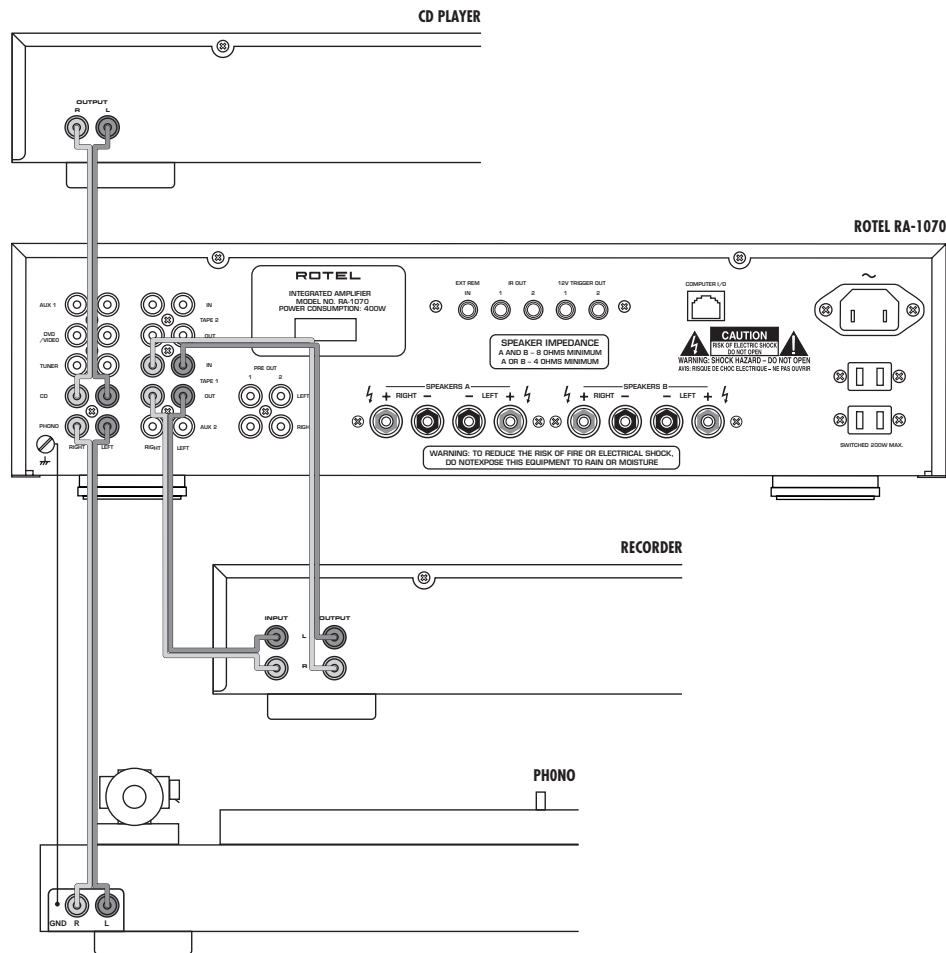 CD PLAYER
OUTPUT
R L
ROTEL RA-1070
ROTEL
INTEGRATED AMPLIFIER
MODEL NO. RA-1070
POWER CONSUMPTION: 400W
AUX 1
DVD
/VIDEO
TUNER
CD
PHONO
RIGHT LEFT
IN
TAPE 2
OUT
IN
TAPE 1
OUT
AUX 2
RIGHT LEFT
PRE OUT
1 2
LEFT
RIGH
EXT REM
IN
IR OUT
1 2
12V TRIGGER OUT
1 2
COMPUTER I/O
SPEAKER IMPEDANCE
A AND B – 8 OHMS MINIMUM
A OR B – 4 OHMS MINIMUM
CAUTION
RISK OF ELECTRIC SHOCK
DO NOT OPEN
WARNING: SHOCK HAZARD – DO NOT OPEN
AVIS: RISQUE DE CHOC ELECTRIQUE – NE PAS OUVRIR
SPEAKERS A
+ RIGHT – – LEFT +
SPEAKERS B
+ RIGHT – – LEFT +
WARNING: TO REDUCE THE RISK OF FIRE OR ELECTRICAL SHOCK,
DO NOTEXPOSE THIS EQUIPMENT TO RAIN OR MOISTURE
SWITCHED 200W MAX.
RECORDER
INPUT OUTPUT
L
R
PHONO
GND R L